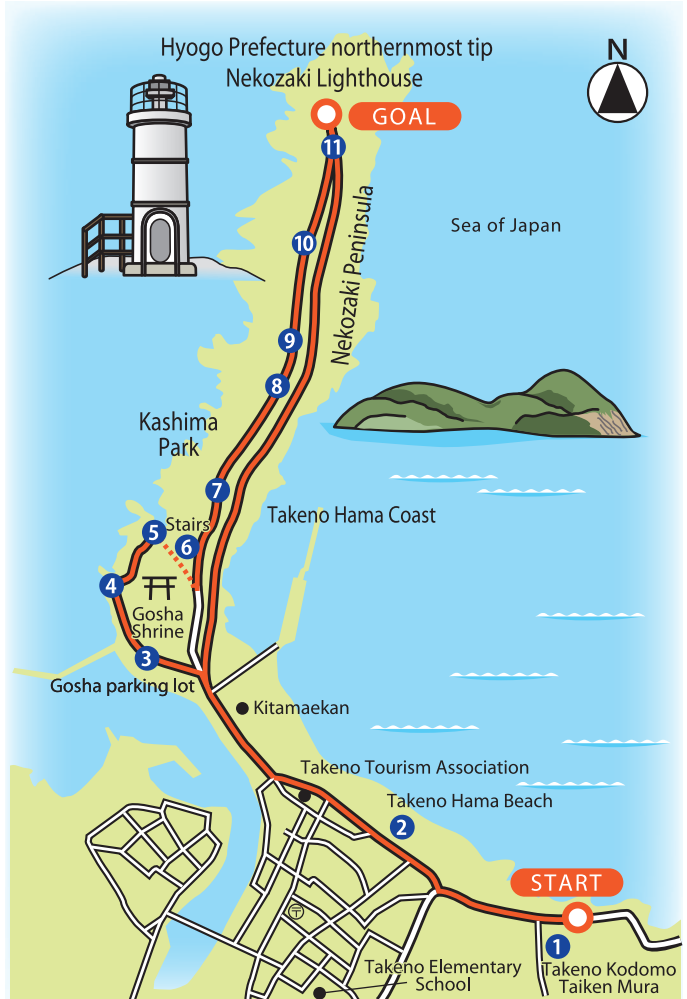 Hyogo Prefecture northernmost tip
Nekozaki Lighthouse
N
GOAL
11
Sea of Japan
10
Nekozaki Peninsula
9
8
Kashima
Park
7
Takeno Hama Coast
5
Stairs
6
4
Gosha
Shrine
3
Gosha parking lot
Kitamaekan
Takeno Tourism Association
Takeno Hama Beach
2
START
〒
1
Takeno Elementary
School
Takeno Kodomo
Taiken Mura